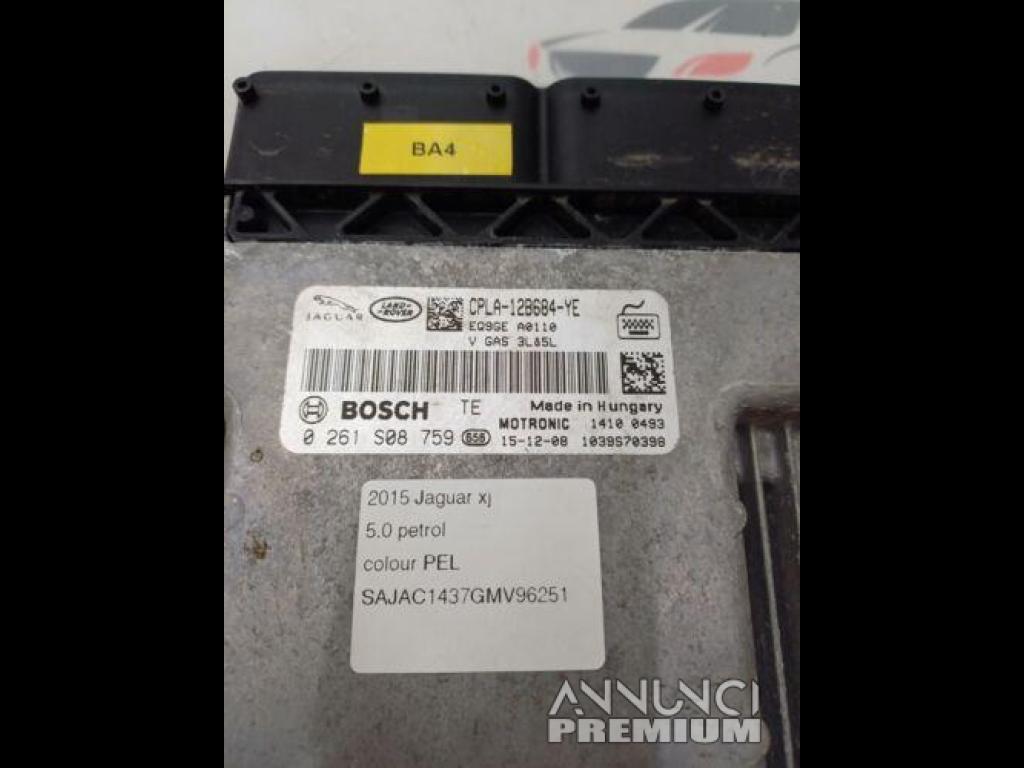 BA4
JAGUAR
LAND-
ROVER
CPLA-12B684-YE
EQ9GE A0110
V GAS 3L&5L
BOSCH TE Made in Hungary
MOTRONIC 1410 0493
0 261 S08 759 656 15-12-08 1039S70398
2015 Jaguar xj
5.0 petrol
colour PEL
SAJAC1437GMV96251
ANNUNCI
PREMIUM